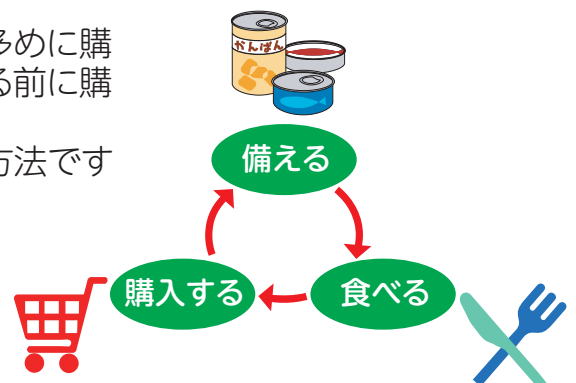 多めに購
る前に購
方法です
かんぱん
備える
購入する
食べる